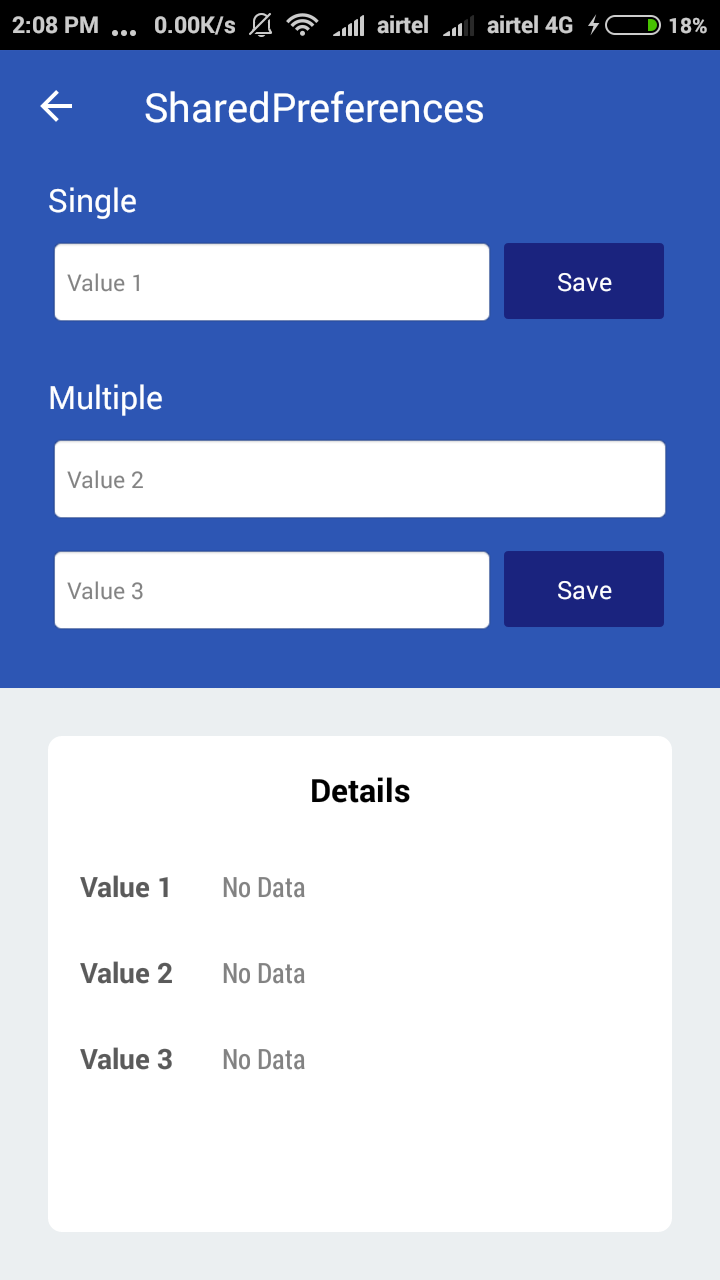 2:08 PM ... 0.00K/s airtel airtel 4G 18%
SharedPreferences
Single
Value 1 Save
Multiple
Value 2
Value 3 Save
Details
Value 1 No Data
Value 2 No Data
Value 3 No Data